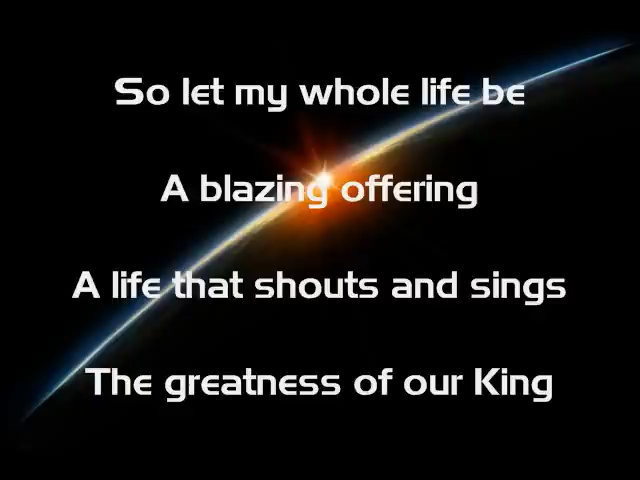 So let my whole life be
A blazing offering
A life that shouts and sings
The greatness of our King